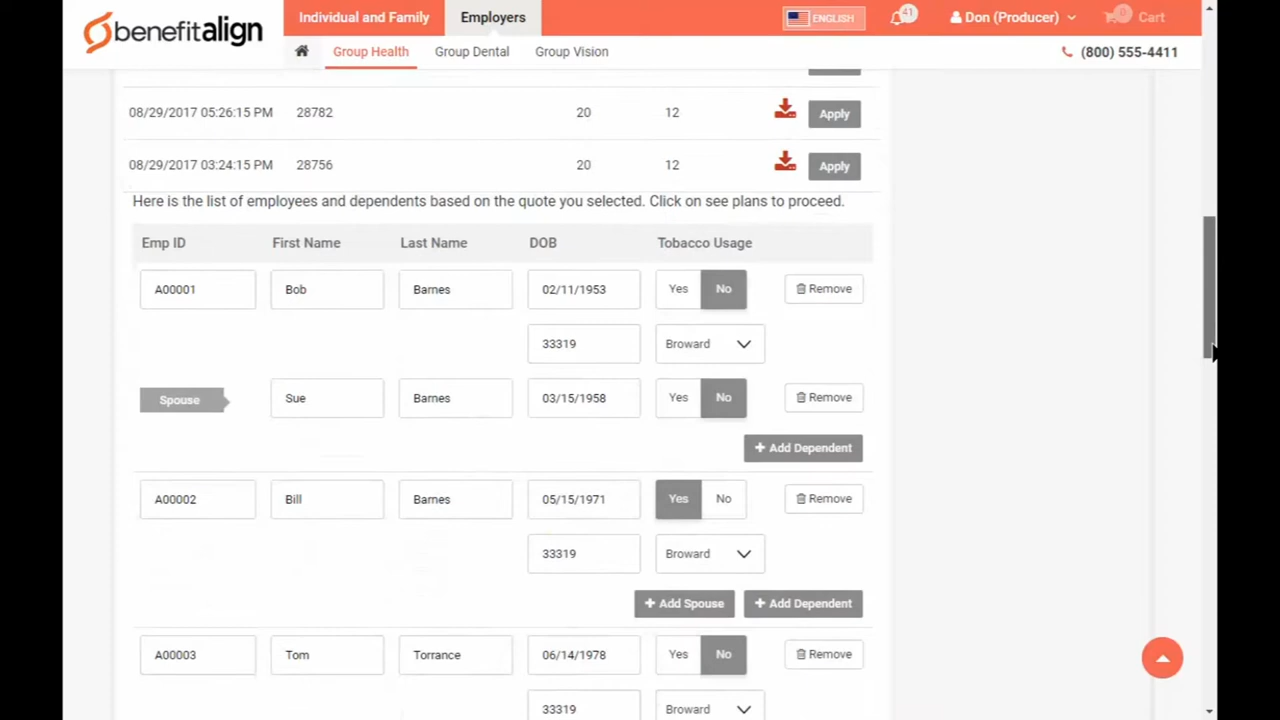 benefitalign
Individual and Family
Employers
ENGLISH
41
Don (Producer)
0 Cart
Group Health
Group Dental
Group Vision
(800) 555-4411
08/29/2017 05:26:15 PM 28782 20 12 Apply
08/29/2017 03:24:15 PM 28756 20 12 Apply
Here is the list of employees and dependents based on the quote you selected. Click on see plans to proceed.
Emp ID First Name Last Name DOB Tobacco Usage
A00001 Bob Barnes 02/11/1953 Yes No Remove
33319 Broward
Spouse Sue Barnes 03/15/1958 Yes No Remove
+ Add Dependent
A00002 Bill Barnes 05/15/1971 Yes No Remove
33319 Broward
+ Add Spouse + Add Dependent
A00003 Tom Torrance 06/14/1978 Yes No Remove
33319 Broward